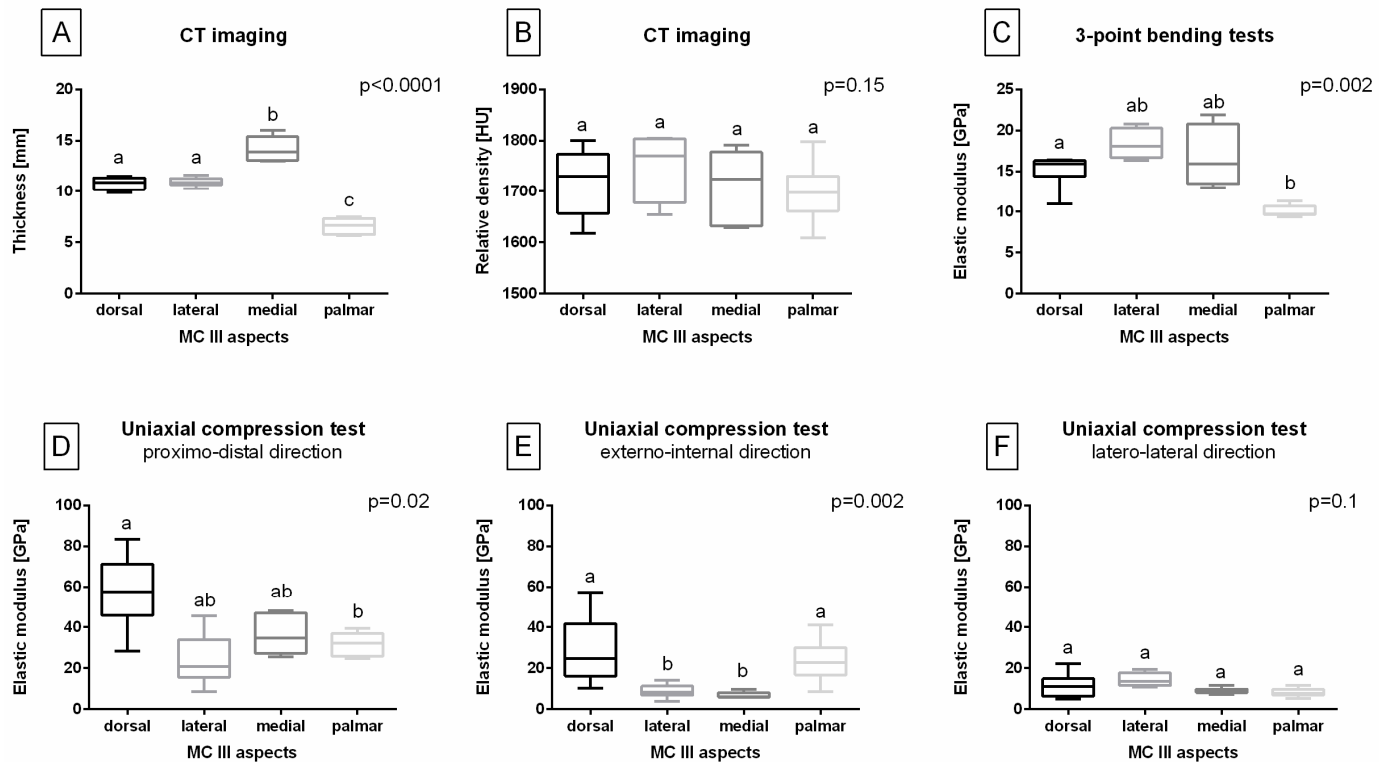 A
CT imaging
p<0.0001
Thickness [mm]
20
15
10
5
0
a
a
b
c
dorsal lateral medial palmar
MC III aspects
B
CT imaging
p=0.15
Relative density [HU]
1900
1800
1700
1600
1500
a
a
a
a
dorsal lateral medial palmar
MC III aspects
C
3-point bending tests
p=0.002
Elastic modulus [GPa]
25
20
15
10
5
0
a
ab
ab
b
dorsal lateral medial palmar
MC III aspects
D
Uniaxial compression test
proximo-distal direction
p=0.02
Elastic modulus [GPa]
100
80
60
40
20
0
a
ab
ab
b
dorsal lateral medial palmar
MC III aspects
E
Uniaxial compression test
externo-internal direction
p=0.002
Elastic modulus [GPa]
100
80
60
40
20
0
a
b
b
a
dorsal lateral medial palmar
MC III aspects
F
Uniaxial compression test
latero-lateral direction
p=0.1
Elastic modulus [GPa]
100
80
60
40
20
0
a
a
a
a
dorsal lateral medial palmar
MC III aspects